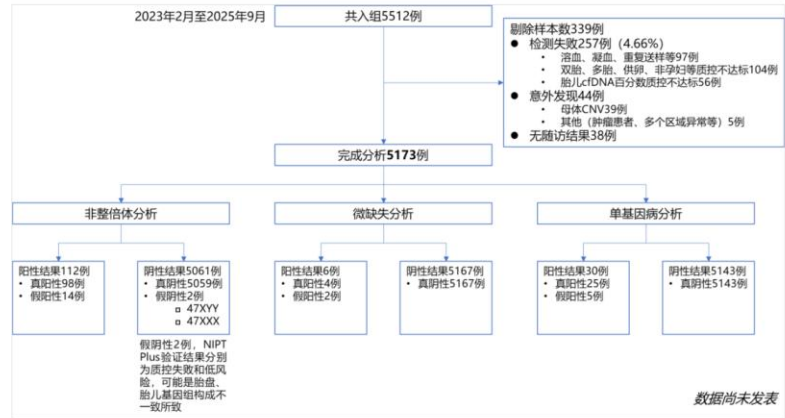 2023年2月至2025年9月
共入组5512例
剔除样本数339例
● 检测失败257例（4.66%）
• 溶血、凝血、重复送样等97例
• 双胎、多胎、供卵、非孕妇等质控不达标104例
• 胎儿cfDNA百分数质控不达标56例
● 意外发现44例
• 母体CNV39例
• 其他（肿瘤患者、多个区域异常等）5例
● 无随访结果38例
完成分析5173例
非整倍体分析
微缺失分析
单基因病分析
阳性结果112例
• 真阳性98例
• 假阳性14例
阴性结果5061例
• 真阴性5059例
• 假阴性2例
□ 47XYY
□ 47XXX
阳性结果6例
• 真阳性4例
• 假阳性2例
阴性结果5167例
• 真阴性5167例
阳性结果30例
• 真阳性25例
• 假阳性5例
阴性结果5143例
• 真阴性5143例
假阴性2例，NIPT
Plus验证结果分别
为质控失败和低风
险，可能是胎盘、
胎儿基因组构成不
一致所致
数据尚未发表